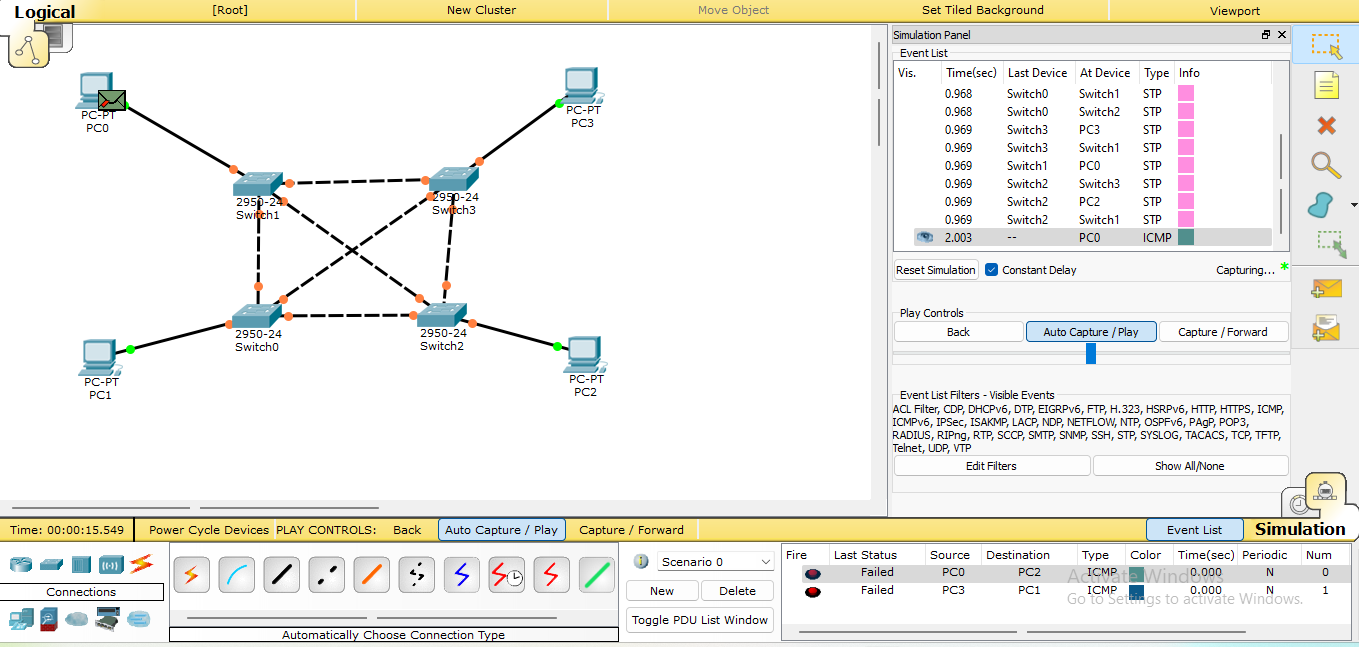 Logical [Root] New Cluster Move Object Set Tiled Background Viewport
PC-PT
PC0
PC-PT
PC3
2950-24
Switch1
2950-24
Switch3
2950-24
Switch0
2950-24
Switch2
PC-PT
PC1
PC-PT
PC2
Simulation Panel
Event List
Vis. Time(sec) Last Device At Device Type Info
0.968 Switch0 Switch1 STP
0.968 Switch0 Switch2 STP
0.969 Switch3 PC3 STP
0.969 Switch3 Switch1 STP
0.969 Switch1 PC0 STP
0.969 Switch2 Switch3 STP
0.969 Switch2 PC2 STP
0.969 Switch2 Switch1 STP
2.003 -- PC0 ICMP
Reset Simulation Constant Delay Capturing... *
Play Controls
Back Auto Capture / Play Capture / Forward
Event List Filters - Visible Events
ACL Filter, CDP, DHCPv6, DTP, EIGRPv6, FTP, H.323, HSRPv6, HTTP, HTTPS, ICMP,
ICMPv6, IPSec, ISAKMP, LACP, NDP, NETFLOW, NTP, OSPFv6, PAgP, POP3,
RADIUS, RIPng, RTP, SCCP, SMTP, SNMP, SSH, STP, SYSLOG, TACACS, TCP, TFTP,
Telnet, UDP, VTP
Edit Filters Show All/None
Time: 00:00:15.549 Power Cycle Devices PLAY CONTROLS: Back Auto Capture / Play Capture / Forward Event List Simulation
Connections
Automatically Choose Connection Type
Scenario 0
New Delete
Toggle PDU List Window
Fire Last Status Source Destination Type Color Time(sec) Periodic Num
Failed PC0 PC2 ICMP 0.000 N 0
Failed PC3 PC1 ICMP 0.000 N 1
Activate Windows
Go to Settings to activate Windows.